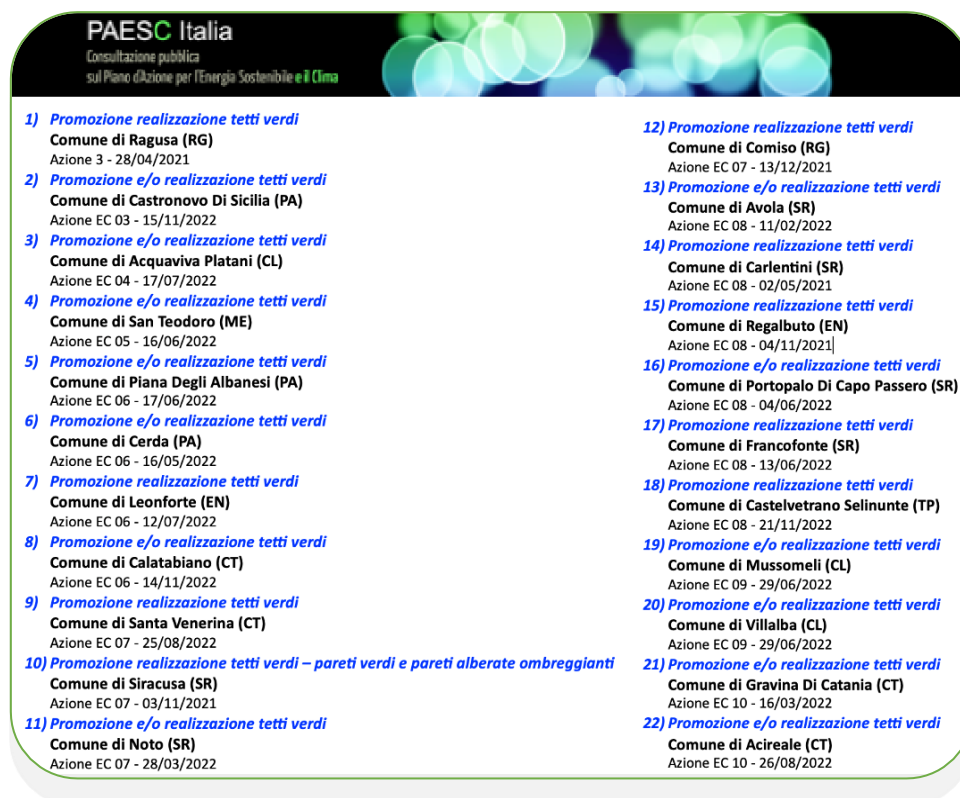 PAESC Italia
Consultazione pubblica
sul Piano d'Azione per l'Energia Sostenibile e il Clima
1) Promozione realizzazione tetti verdi
Comune di Ragusa (RG)
Azione 3 - 28/04/2021
2) Promozione e/o realizzazione tetti verdi
Comune di Castronovo Di Sicilia (PA)
Azione EC 03 - 15/11/2022
3) Promozione e/o realizzazione tetti verdi
Comune di Acquaviva Platani (CL)
Azione EC 04 - 17/07/2022
4) Promozione e/o realizzazione tetti verdi
Comune di San Teodoro (ME)
Azione EC 05 - 16/06/2022
5) Promozione e/o realizzazione tetti verdi
Comune di Piana Degli Albanesi (PA)
Azione EC 06 - 17/06/2022
6) Promozione e/o realizzazione tetti verdi
Comune di Cerda (PA)
Azione EC 06 - 16/05/2022
7) Promozione realizzazione tetti verdi
Comune di Leonforte (EN)
Azione EC 06 - 12/07/2022
8) Promozione e/o realizzazione tetti verdi
Comune di Calatabiano (CT)
Azione EC 06 - 14/11/2022
9) Promozione realizzazione tetti verdi
Comune di Santa Venerina (CT)
Azione EC 07 - 25/08/2022
10) Promozione realizzazione tetti verdi – pareti verdi e pareti alberate ombreggianti
Comune di Siracusa (SR)
Azione EC 07 - 03/11/2021
11) Promozione e/o realizzazione tetti verdi
Comune di Noto (SR)
Azione EC 07 - 28/03/2022
12) Promozione realizzazione tetti verdi
Comune di Comiso (RG)
Azione EC 07 - 13/12/2021
13) Promozione e/o realizzazione tetti verdi
Comune di Avola (SR)
Azione EC 08 - 11/02/2022
14) Promozione realizzazione tetti verdi
Comune di Carlentini (SR)
Azione EC 08 - 02/05/2021
15) Promozione realizzazione tetti verdi
Comune di Regalbuto (EN)
Azione EC 08 - 04/11/2021
16) Promozione e/o realizzazione tetti verdi
Comune di Portopalo Di Capo Passero (SR)
Azione EC 08 - 04/06/2022
17) Promozione realizzazione tetti verdi
Comune di Francofonte (SR)
Azione EC 08 - 13/06/2022
18) Promozione realizzazione tetti verdi
Comune di Castelvetrano Selinunte (TP)
Azione EC 08 - 21/11/2022
19) Promozione e/o realizzazione tetti verdi
Comune di Mussomeli (CL)
Azione EC 09 - 29/06/2022
20) Promozione e/o realizzazione tetti verdi
Comune di Villalba (CL)
Azione EC 09 - 29/06/2022
21) Promozione e/o realizzazione tetti verdi
Comune di Gravina Di Catania (CT)
Azione EC 10 - 16/03/2022
22) Promozione e/o realizzazione tetti verdi
Comune di Acireale (CT)
Azione EC 10 - 26/08/2022